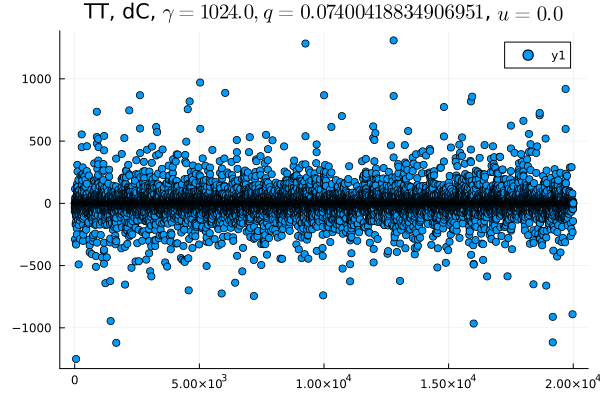 TT, dC, γ = 1024.0, q = 0.07400418834906951, u = 0.0
y1
1000
500
0
−500
−1000
0 5.00×10³ 1.00×10⁴ 1.50×10⁴ 2.00×10⁴